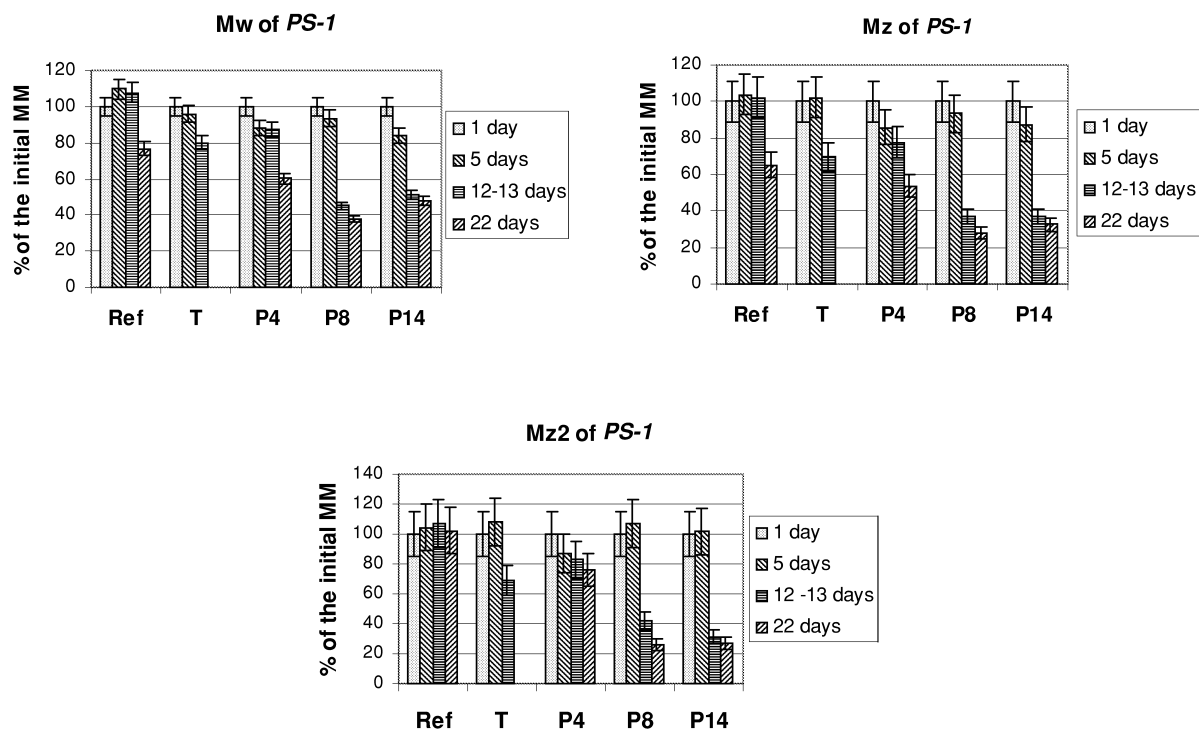 Mw of PS-1
% of the initial MM
120
100
80
60
40
20
0
Ref T P4 P8 P14
1 day
5 days
12-13 days
22 days
Mz of PS-1
%of the initial MM
120
100
80
60
40
20
0
Ref T P4 P8 P14
1 day
5 days
12-13 days
22 days
Mz2 of PS-1
% of the initial MM
140
120
100
80
60
40
20
0
Ref T P4 P8 P14
1 day
5 days
12 -13 days
22 days